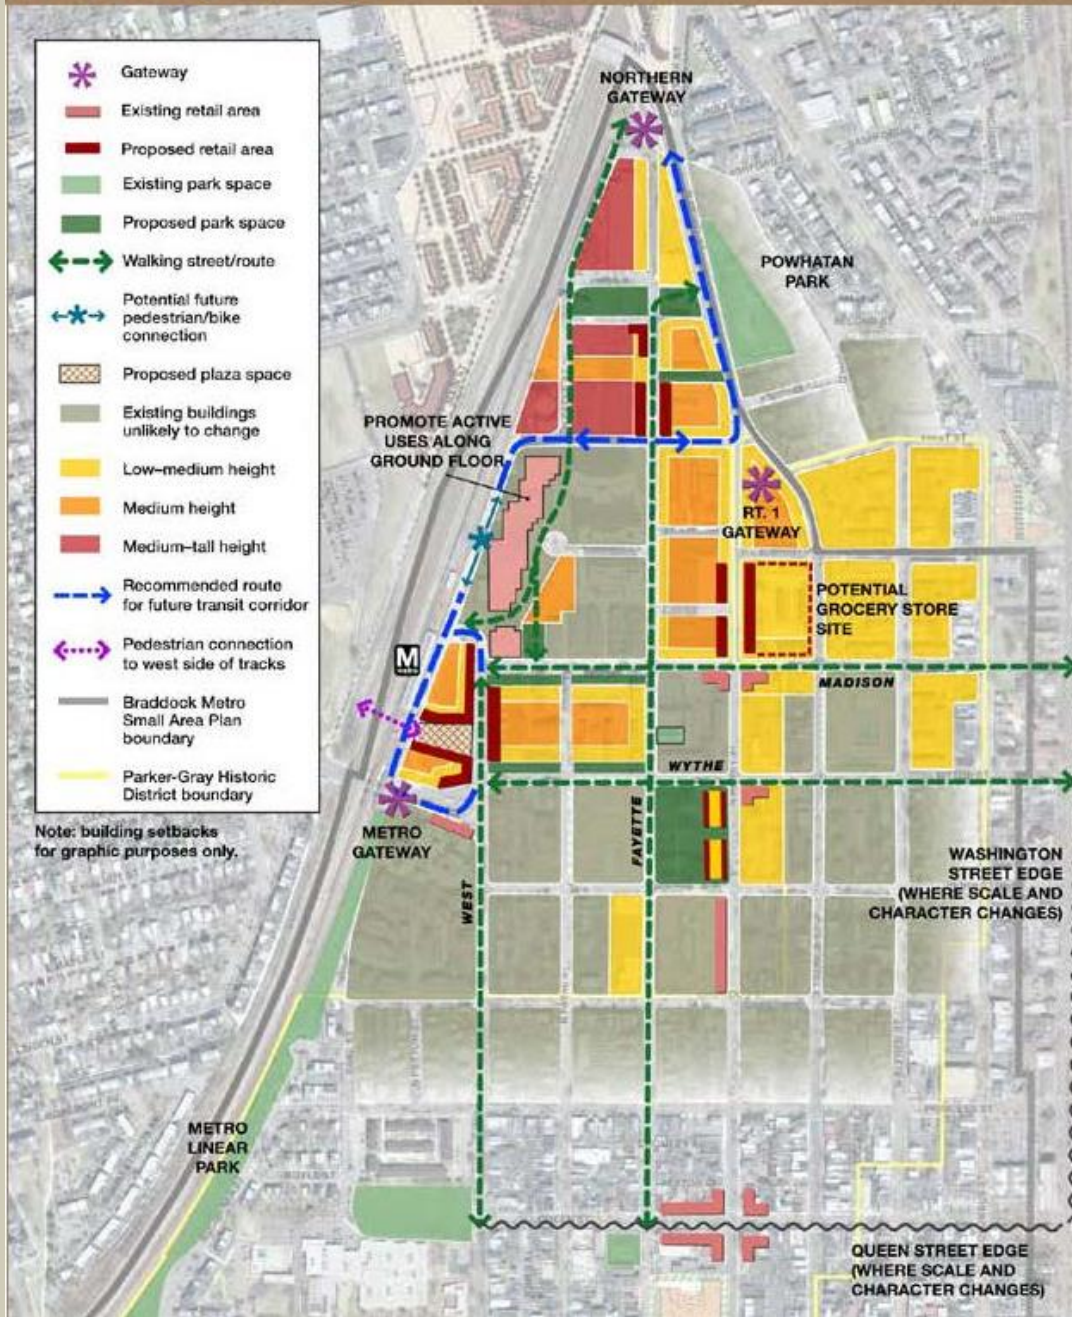 Gateway
Existing retail area
Proposed retail area
Existing park space
Proposed park space
Walking street/route
Potential future
pedestrian/bike
connection
Proposed plaza space
Existing buildings
unlikely to change
Low–medium height
Medium height
Medium–tall height
Recommended route
for future transit corridor
Pedestrian connection
to west side of tracks
Braddock Metro
Small Area Plan
boundary
Parker-Gray Historic
District boundary
Note: building setbacks
for graphic purposes only.
NORTHERN
GATEWAY
POWHATAN
PARK
PROMOTE ACTIVE
USES ALONG
GROUND FLOOR
RT. 1
GATEWAY
POTENTIAL
GROCERY STORE
SITE
M
MADISON
WYTHE
METRO
GATEWAY
FAYETTE
WEST
WASHINGTON
STREET EDGE
(WHERE SCALE AND
CHARACTER CHANGES)
METRO
LINEAR
PARK
QUEEN STREET EDGE
(WHERE SCALE AND
CHARACTER CHANGES)